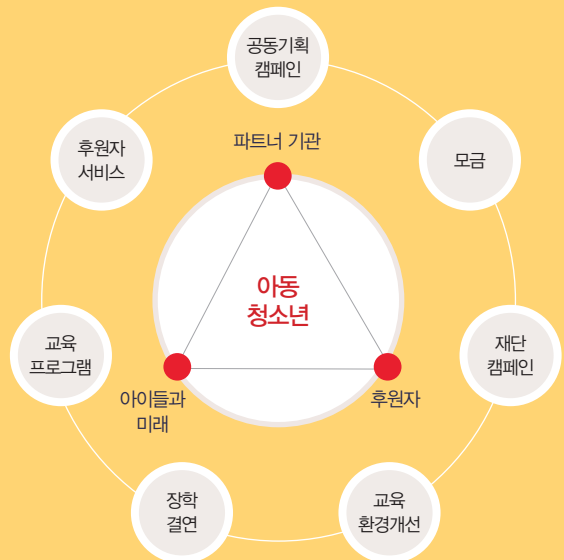 공동기획
캠페인
후원자
서비스
파트너 기관
모금
아동
청소년
교육
프로그램
재단
캠페인
아이들과
미래
후원자
장학
결연
교육
환경개선